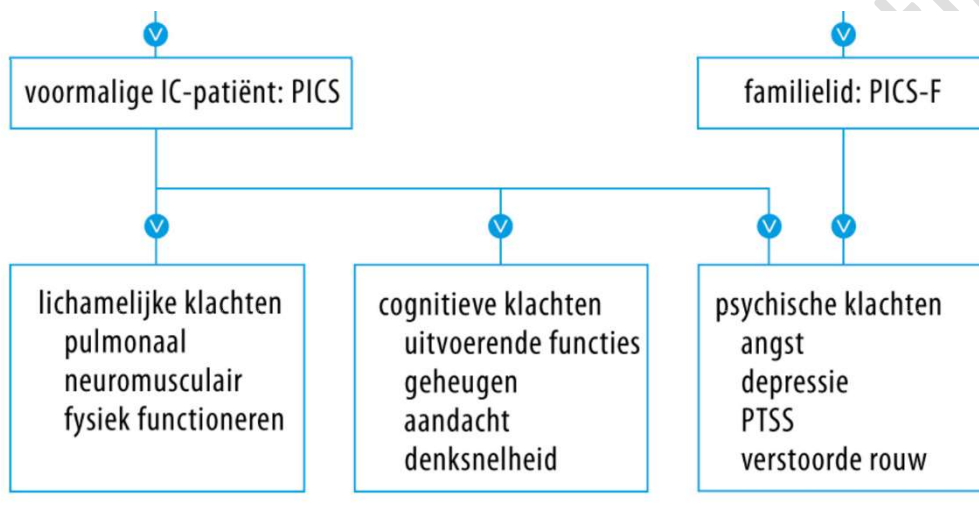 voormalige IC-patiënt: PICS
familielid: PICS-F
lichamelijke klachten
pulmonaal
neuromusculair
fysiek functioneren
cognitieve klachten
uitvoerende functies
geheugen
aandacht
denksnelheid
psychische klachten
angst
depressie
PTSS
verstoorde rouw